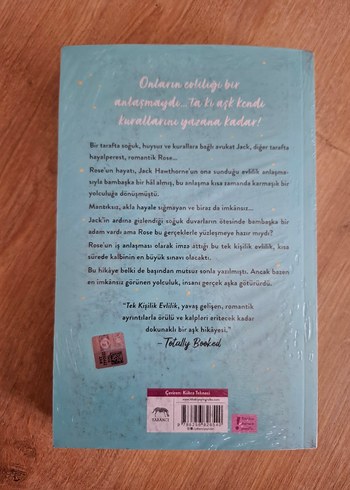 Onların evliliği bir
anlaşmaydı... Ta ki aşk kendi
kurallarını yazana kadar!
Bir tarafta soğuk, huysuz ve kurallara bağlı avukat Jack, diğer tarafta
hayalperest, romantik Rose...
Rose'un hayatı, Jack Hawthorne'un ona sunduğu evlilik anlaşma-
sıyla bambaşka bir hâl almış, bu anlaşma kısa zamanda karmaşık bir
yolculuğa dönüşmüştü.
Mantıksız, akla hayale sığmayan ve biraz da imkânsız...
Jack'in ardına gizlendiği soğuk duvarların ötesinde bambaşka bir
adam vardı ama Rose bu gerçeklerle yüzleşmeye hazır mıydı?
Rose'un iş anlaşması olarak imza attığı bu tek kişilik evlilik, kısa
sürede kalbinin en büyük sınavı olacaktı.
Bu hikâye belki de başından mutsuz sonla yazılmıştı. Ancak bazen
en imkânsız görünen yolculuk, insanı gerçek aşka götürürdü.
"Tek Kişilik Evlilik, yavaş gelişen, romantik
ayrıntılarla örülü ve kalpleri eritecek kadar
dokunaklı bir aşk hikâyesi."
– Totally Booked
Çevirmen: Kübra Tekneci
YABANCI